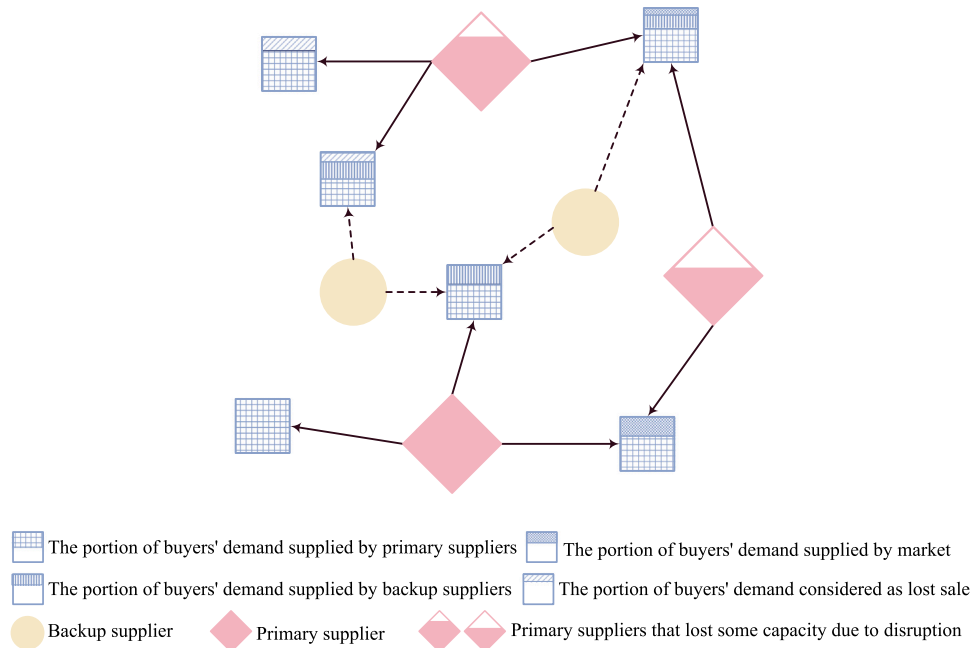 The portion of buyers' demand supplied by primary suppliers
The portion of buyers' demand supplied by market
The portion of buyers' demand supplied by backup suppliers
The portion of buyers' demand considered as lost sale
Backup supplier
Primary supplier
Primary suppliers that lost some capacity due to disruption